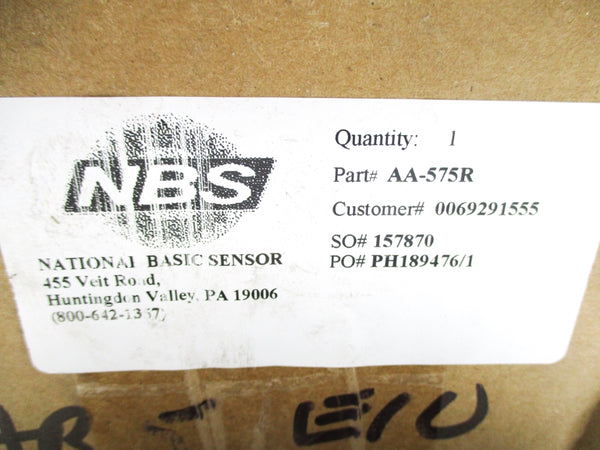 NBS
NATIONAL BASIC SENSOR
455 Veit Road,
Huntingdon Valley, PA 19006
(800-642-1367)
Quantity: 1
Part# AA-575R
Customer# 0069291555
SO# 157870
PO# PH189476/1
E/U